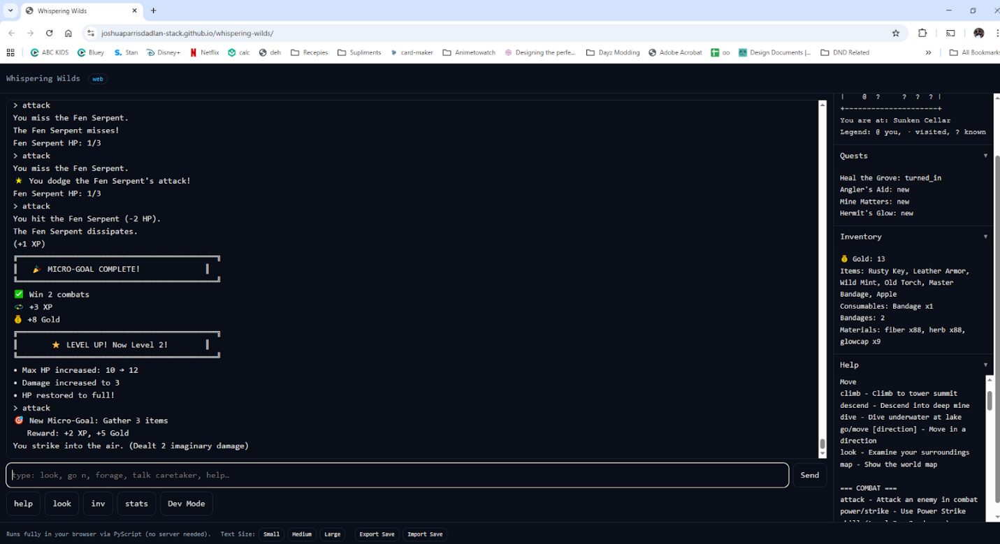 Whispering Wilds
joshuaparrisdadlan-stack.github.io/whispering-wilds/
ABC KIDS
Bluey
Stan
Disney+
Netflix
calc
deh
Recepies
Supliments
card-maker
Animetowatch
Designing the perfe...
Dayz Modding
Adobe Acrobat
oo
Design Documents |...
DND Related
All Bookmarks
Whispering Wilds web
> attack
You miss the Fen Serpent.
The Fen Serpent misses!
Fen Serpent HP: 1/3
> attack
You miss the Fen Serpent.
⭐ You dodge the Fen Serpent's attack!
Fen Serpent HP: 1/3
> attack
You hit the Fen Serpent (-2 HP).
The Fen Serpent dissipates.
(+1 XP)
🎉 MICRO-GOAL COMPLETE!
✅ Win 2 combats
+3 XP
+8 Gold
⭐ LEVEL UP! Now Level 2!
• Max HP increased: 10 → 12
• Damage increased to 3
• HP restored to full!
> attack
🎯 New Micro-Goal: Gather 3 items
Reward: +2 XP, +5 Gold
You strike into the air. (Dealt 2 imaginary damage)
type: look, go n, forage, talk caretaker, help…
Send
help
look
inv
stats
Dev Mode
| @ ? ? ? ? |
+----------------------+
You are at: Sunken Cellar
Legend: @ you, · visited, ? known
Quests
Heal the Grove: turned_in
Angler's Aid: new
Mine Matters: new
Hermit's Glow: new
Inventory
Gold: 13
Items: Rusty Key, Leather Armor,
Wild Mint, Old Torch, Master
Bandage, Apple
Consumables: Bandage x1
Bandages: 2
Materials: fiber x88, herb x88,
glowcap x9
Help
Move
climb - Climb to tower summit
descend - Descend into deep mine
dive - Dive underwater at lake
go/move [direction] - Move in a
direction
look - Examine your surroundings
map - Show the world map
=== COMBAT ===
attack - Attack an enemy in combat
power/strike - Use Power Strike
Runs fully in your browser via PyScript (no server needed).
Text Size: Small Medium Large
Export Save
Import Save